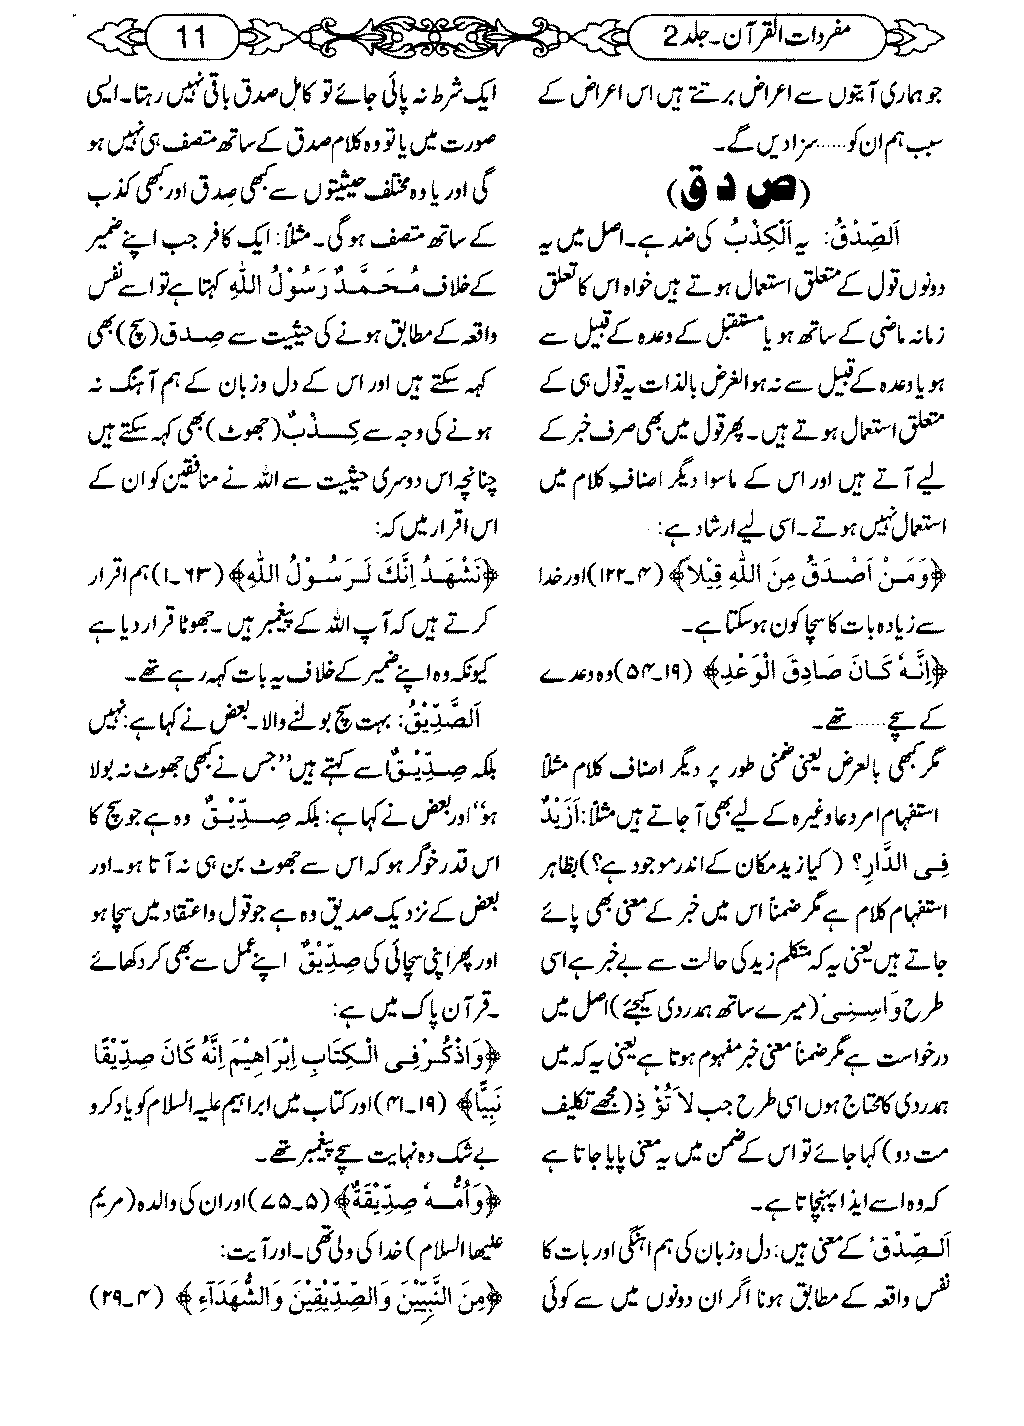 مفردات القرآن۔جلد 2
11
جو ہماری آیتوں سے اعراض برتتے ہیں اس اعراض کے
سبب ہم ان کو......سزا دیں گے۔
(ص د ق)
اَلصِّدْقُ: یہ اَلْکِذْبُ کی ضد ہے۔اصل میں یہ
دونوں قول کے متعلق استعمال ہوتے ہیں خواہ اس کا تعلق
زمانہ ماضی کے ساتھ ہو یا مستقبل کے وعدہ کے قبیل سے
ہو یا وعدہ کے قبیل سے نہ ہو الغرض بالذات یہ قول ہی کے
متعلق استعمال ہوتے ہیں۔پھر قول میں بھی صرف خبر کے
لیے آتے ہیں اور اس کے ماسوا دیگر اصنافِ کلام میں
استعمال نہیں ہوتے۔اسی لیے ارشاد ہے:
﴿وَمَنْ اَصْدَقُ مِنَ اللّٰهِ قِيْلاً﴾ (۴۔۱۲۲) اور خدا
سے زیادہ بات کا سچا کون ہو سکتا ہے۔
﴿اِنَّهٗ كَانَ صَادِقَ الْوَعْدِ﴾ (۱۹۔۵۴) وہ وعدے
کے سچے......تھے۔
مگر کبھی بالعرض یعنی ضمنی طور پر دیگر اصناف کلام مثلاً
استفہام امر دعا وغیرہ کے لیے بھی آ جاتے ہیں مثلاً: اَزَيْدٌ
فِی الدَّارِ؟ (کیا زید مکان کے اندر موجود ہے؟) بظاہر
استفہام کلام ہے مگر ضمناً اس میں خبر کے معنی بھی پائے
جاتے ہیں یعنی یہ کہ متکلم زید کی حالت سے بے خبر ہے اسی
طرح وَاسِنِیْ (میرے ساتھ ہمدردی کیجئے) اصل میں
درخواست ہے مگر ضمناً معنی خبر مفہوم ہوتا ہے یعنی یہ کہ میں
ہمدردی کا محتاج ہوں اسی طرح جب لَا تُؤْذِ (مجھے تکلیف
مت دو) کہا جائے تو اس کے ضمن میں یہ معنی پایا جاتا ہے
کہ وہ اسے ایذا پہنچاتا ہے۔
اَلصِّدْقُ کے معنی ہیں: دل و زبان کی ہم آہنگی اور بات کا
نفس واقعہ کے مطابق ہونا اگر ان دونوں میں سے کوئی
ایک شرط نہ پائی جائے تو کامل صدق باقی نہیں رہتا۔ایسی
صورت میں یا تو وہ کلام صدق کے ساتھ متصف ہی نہیں ہو
گی اور یا وہ مختلف حیثیتوں سے کبھی صِدق اور کبھی کذب
کے ساتھ متصف ہوگی۔مثلاً: ایک کافر جب اپنے ضمیر
کے خلاف مُحَمَّدٌ رَسُوْلُ اللّٰهِ کہتا ہے تو اسے نفس
واقعہ کے مطابق ہونے کی حیثیت سے صِدق (سچ) بھی
کہہ سکتے ہیں اور اس کے دل و زبان کے ہم آہنگ نہ
ہونے کی وجہ سے کِذْبٌ (جھوٹ) بھی کہہ سکتے ہیں
چنانچہ اس دوسری حیثیت سے اللہ نے منافقین کو ان کے
اس اقرار میں کہ:
﴿نَشْهَدُ اِنَّكَ لَرَسُوْلُ اللّٰهِ﴾ (۶۳۔۱) ہم اقرار
کرتے ہیں کہ آپ اللہ کے پیغمبر ہیں۔جھوٹا قرار دیا ہے
کیونکہ وہ اپنے ضمیر کے خلاف یہ بات کہہ رہے تھے۔
اَلصِّدِّيْقُ: بہت سچ بولنے والا۔بعض نے کہا ہے: نہیں
بلکہ صِدِّيْقٌ اسے کہتے ہیں ”جس نے کبھی جھوٹ نہ بولا
ہو“ اور بعض نے کہا ہے: بلکہ صِدِّيْقٌ وہ ہے جو سچ کا
اس قدر خوگر ہو کہ اس سے جھوٹ بن ہی نہ آتا ہو۔اور
بعض کے نزدیک صدیق وہ ہے جو قول و اعتقاد میں سچا ہو
اور پھر اپنی سچائی کی صِدِّيْقٌ اپنے عمل سے بھی کر دکھائے
۔قرآن پاک میں ہے:
﴿وَاذْكُرْ فِى الْكِتَابِ اِبْرَاهِيْمَ اِنَّهٗ كَانَ صِدِّيْقًا
نَبِيًّا﴾ (۱۹۔۴۱) اور کتاب میں ابراہیم علیہ السلام کو یاد کرو
بے شک وہ نہایت سچے پیغمبر تھے۔
﴿وَاُمُّهٗ صِدِّيْقَةٌ﴾ (۵۔۷۵) اور ان کی والدہ (مریم
علیھا السلام) خدا کی ولی تھی۔اور آیت:
﴿مِنَ النَّبِيِّيْنَ وَالصِّدِّيْقِيْنَ وَالشُّهَدَآءِ﴾ (۴۔۲۹)